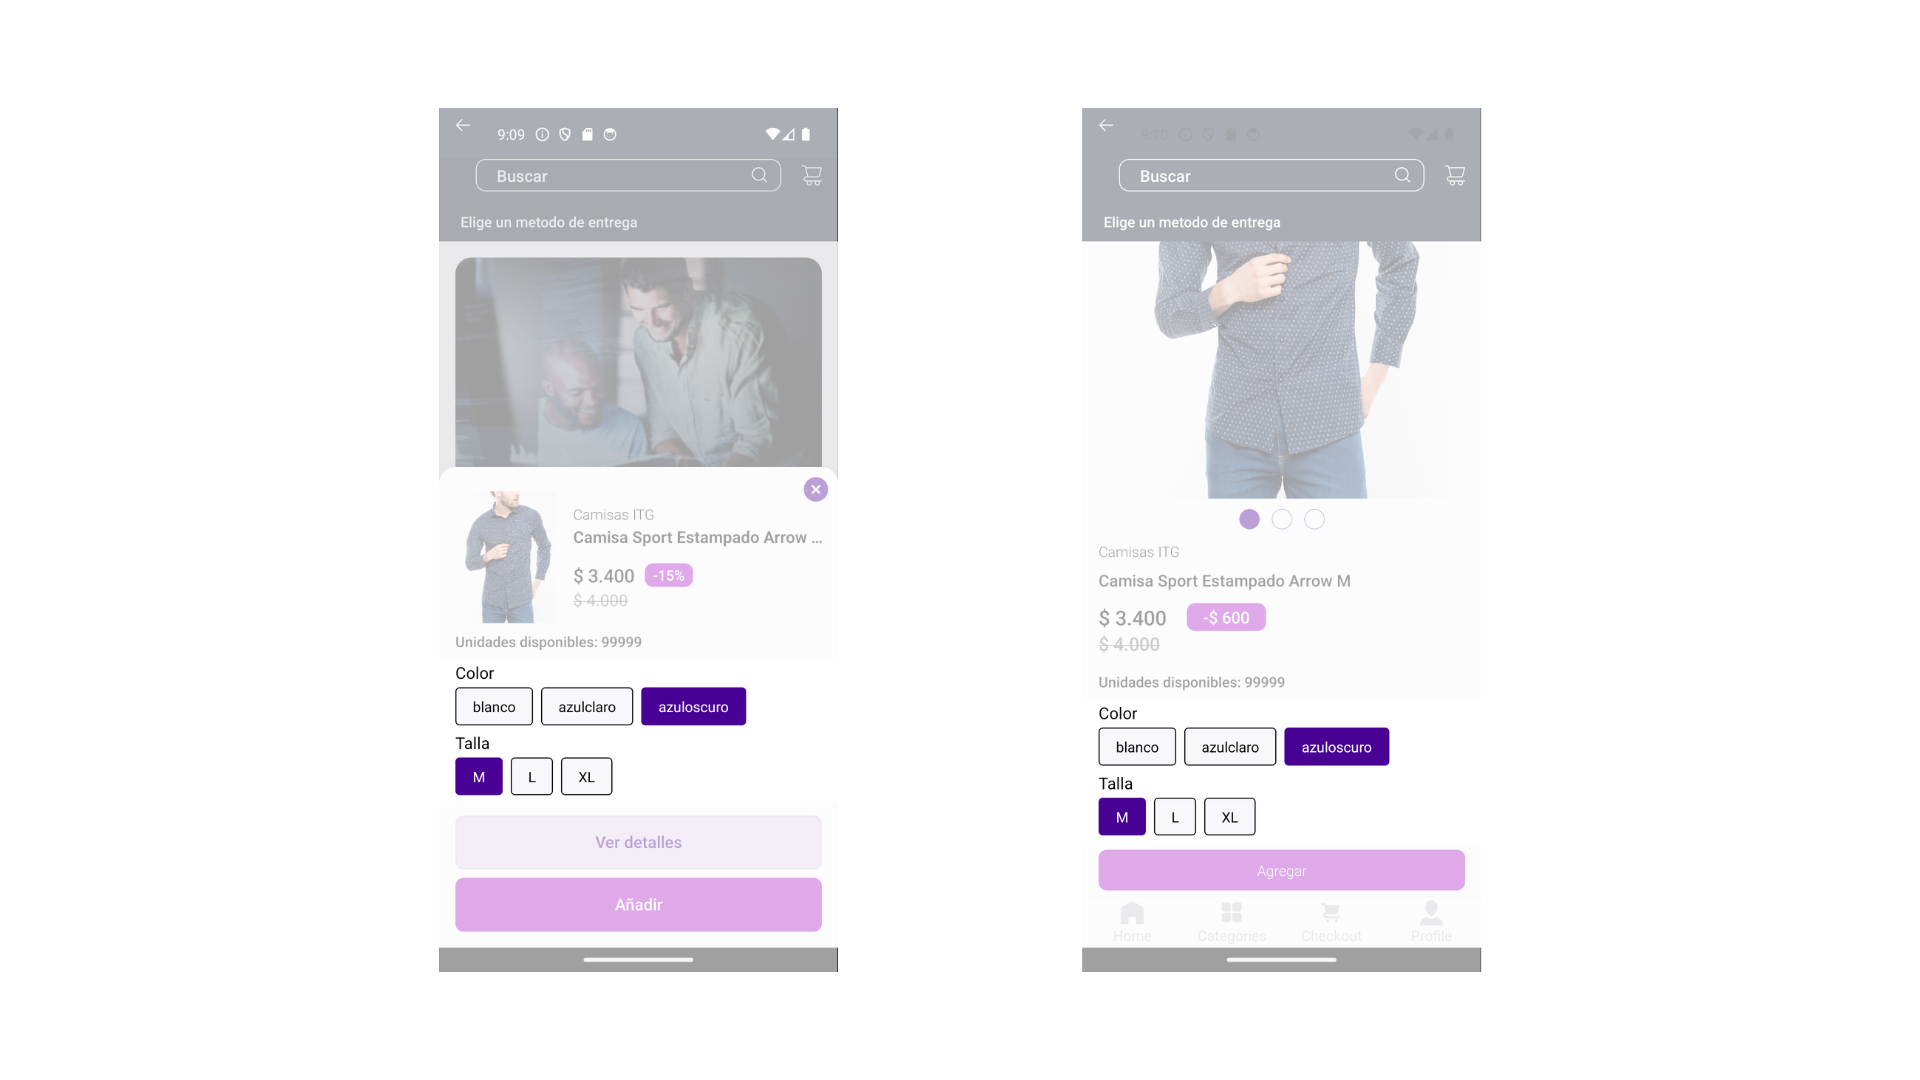 9:09
Buscar
Elige un metodo de entrega
Camisas ITG
Camisa Sport Estampado Arrow ...
$ 3.400 -15%
$ 4.000
Unidades disponibles: 99999
Color
blanco azulclaro azuloscuro
Talla
M L XL
Ver detalles
Añadir
9:10
Buscar
Elige un metodo de entrega
Camisas ITG
Camisa Sport Estampado Arrow M
$ 3.400 -$ 600
$ 4.000
Unidades disponibles: 99999
Color
blanco azulclaro azuloscuro
Talla
M L XL
Agregar
Home Categories Checkout Profile